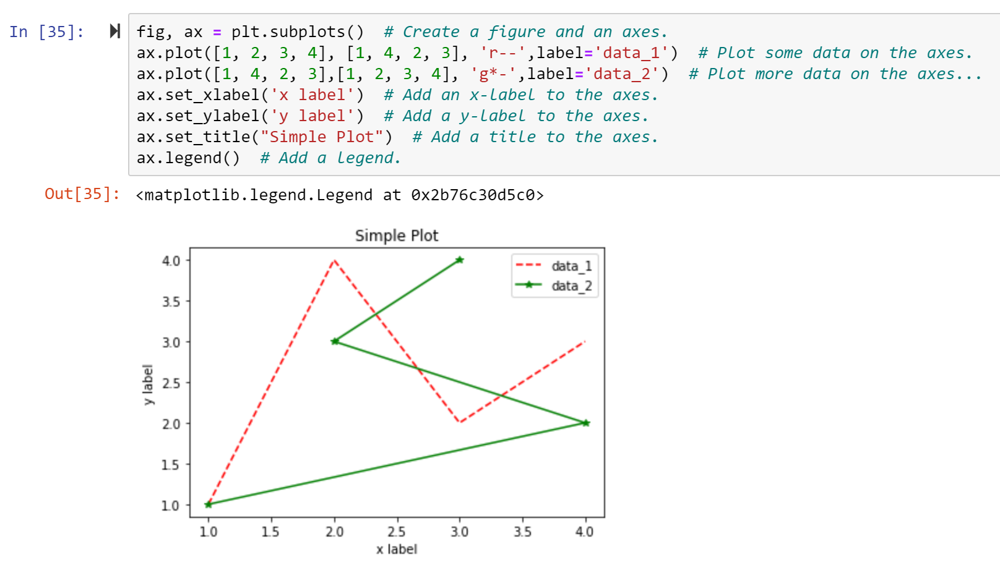 In [35]:
fig, ax = plt.subplots()  # Create a figure and an axes.
ax.plot([1, 2, 3, 4], [1, 4, 2, 3], 'r--',label='data_1')  # Plot some data on the axes.
ax.plot([1, 4, 2, 3],[1, 2, 3, 4], 'g*-',label='data_2')  # Plot more data on the axes...
ax.set_xlabel('x label')  # Add an x-label to the axes.
ax.set_ylabel('y label')  # Add a y-label to the axes.
ax.set_title("Simple Plot")  # Add a title to the axes.
ax.legend()  # Add a legend.
Out[35]: <matplotlib.legend.Legend at 0x2b76c30d5c0>
Simple Plot
data_1
data_2
y label
4.0
3.5
3.0
2.5
2.0
1.5
1.0
1.0 1.5 2.0 2.5 3.0 3.5 4.0
x label